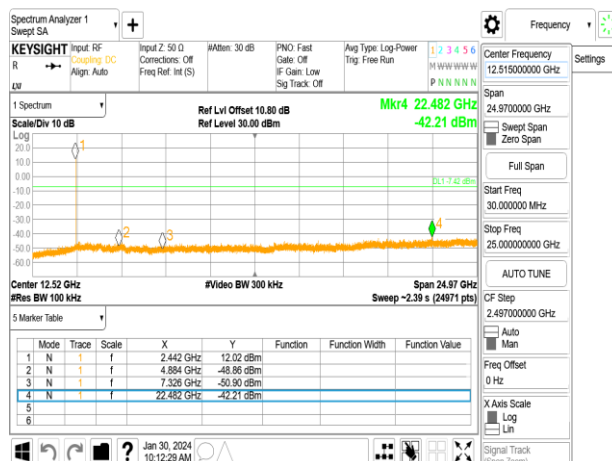 Spectrum Analyzer 1
Swept SA
Frequency
Settings
KEYSIGHT
R
Input: RF
Coupling: DC
Align: Auto
Input Z: 50 Ω
Corrections: Off
Freq Ref: Int (S)
#Atten: 30 dB
PNO: Fast
Gate: Off
IF Gain: Low
Sig Track: Off
Avg Type: Log-Power
Trig: Free Run
1 2 3 4 5 6
M W W W W W
P N N N N N
1 Spectrum
Scale/Div 10 dB
Log
Ref Lvl Offset 10.80 dB
Ref Level 30.00 dBm
Mkr4 22.482 GHz
-42.21 dBm
20.0
10.0
0.00
-10.0
-20.0
-30.0
-40.0
-50.0
-60.0
1
2
3
4
DL1 -7.42 dBm
Center 12.52 GHz
#Res BW 100 kHz
#Video BW 300 kHz
Span 24.97 GHz
Sweep ~2.39 s (24971 pts)
5 Marker Table
Mode Trace Scale X Y Function Function Width Function Value
1 N 1 f 2.442 GHz 12.02 dBm
2 N 1 f 4.884 GHz -48.86 dBm
3 N 1 f 7.326 GHz -50.90 dBm
4 N 1 f 22.482 GHz -42.21 dBm
5
6
Jan 30, 2024
10:12:29 AM
Center Frequency
12.515000000 GHz
Span
24.9700000 GHz
Swept Span
Zero Span
Full Span
Start Freq
30.000000 MHz
Stop Freq
25.000000000 GHz
AUTO TUNE
CF Step
2.497000000 GHz
Auto
Man
Freq Offset
0 Hz
X Axis Scale
Log
Lin
Signal Track